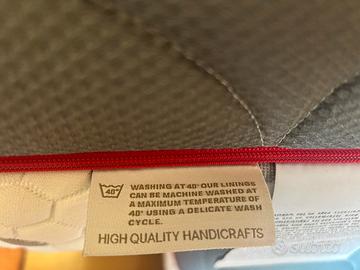 40°
WASHING AT 40° OUR LININGS
CAN BE MACHINE WASHED AT
A MAXIMUM TEMPERATURE OF
40° USING A DELICATE WASH
CYCLE.
HIGH QUALITY HANDICRAFTS
subito